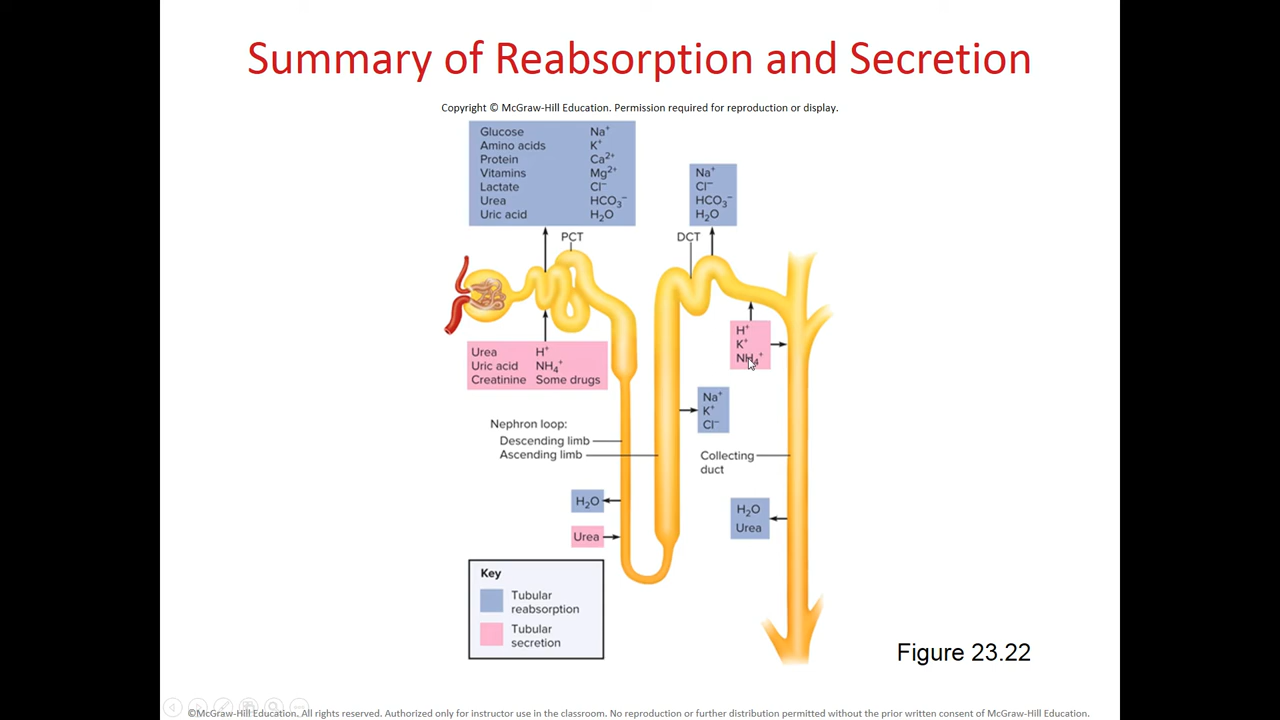 Summary of Reabsorption and Secretion
Copyright © McGraw-Hill Education. Permission required for reproduction or display.
Glucose Na⁺
Amino acids K⁺
Protein Ca²⁺
Vitamins Mg²⁺
Lactate Cl⁻
Urea HCO₃⁻
Uric acid H₂O
Na⁺
Cl⁻
HCO₃⁻
H₂O
PCT
DCT
H⁺
K⁺
NH₄⁺
Urea H⁺
Uric acid NH₄⁺
Creatinine Some drugs
Na⁺
K⁺
Cl⁻
Nephron loop:
Descending limb
Ascending limb
Collecting
duct
H₂O
Urea
H₂O
Urea
Key
Tubular
reabsorption
Tubular
secretion
Figure 23.22
©McGraw-Hill Education. All rights reserved. Authorized only for instructor use in the classroom. No reproduction or further distribution permitted without the prior written consent of McGraw-Hill Education.